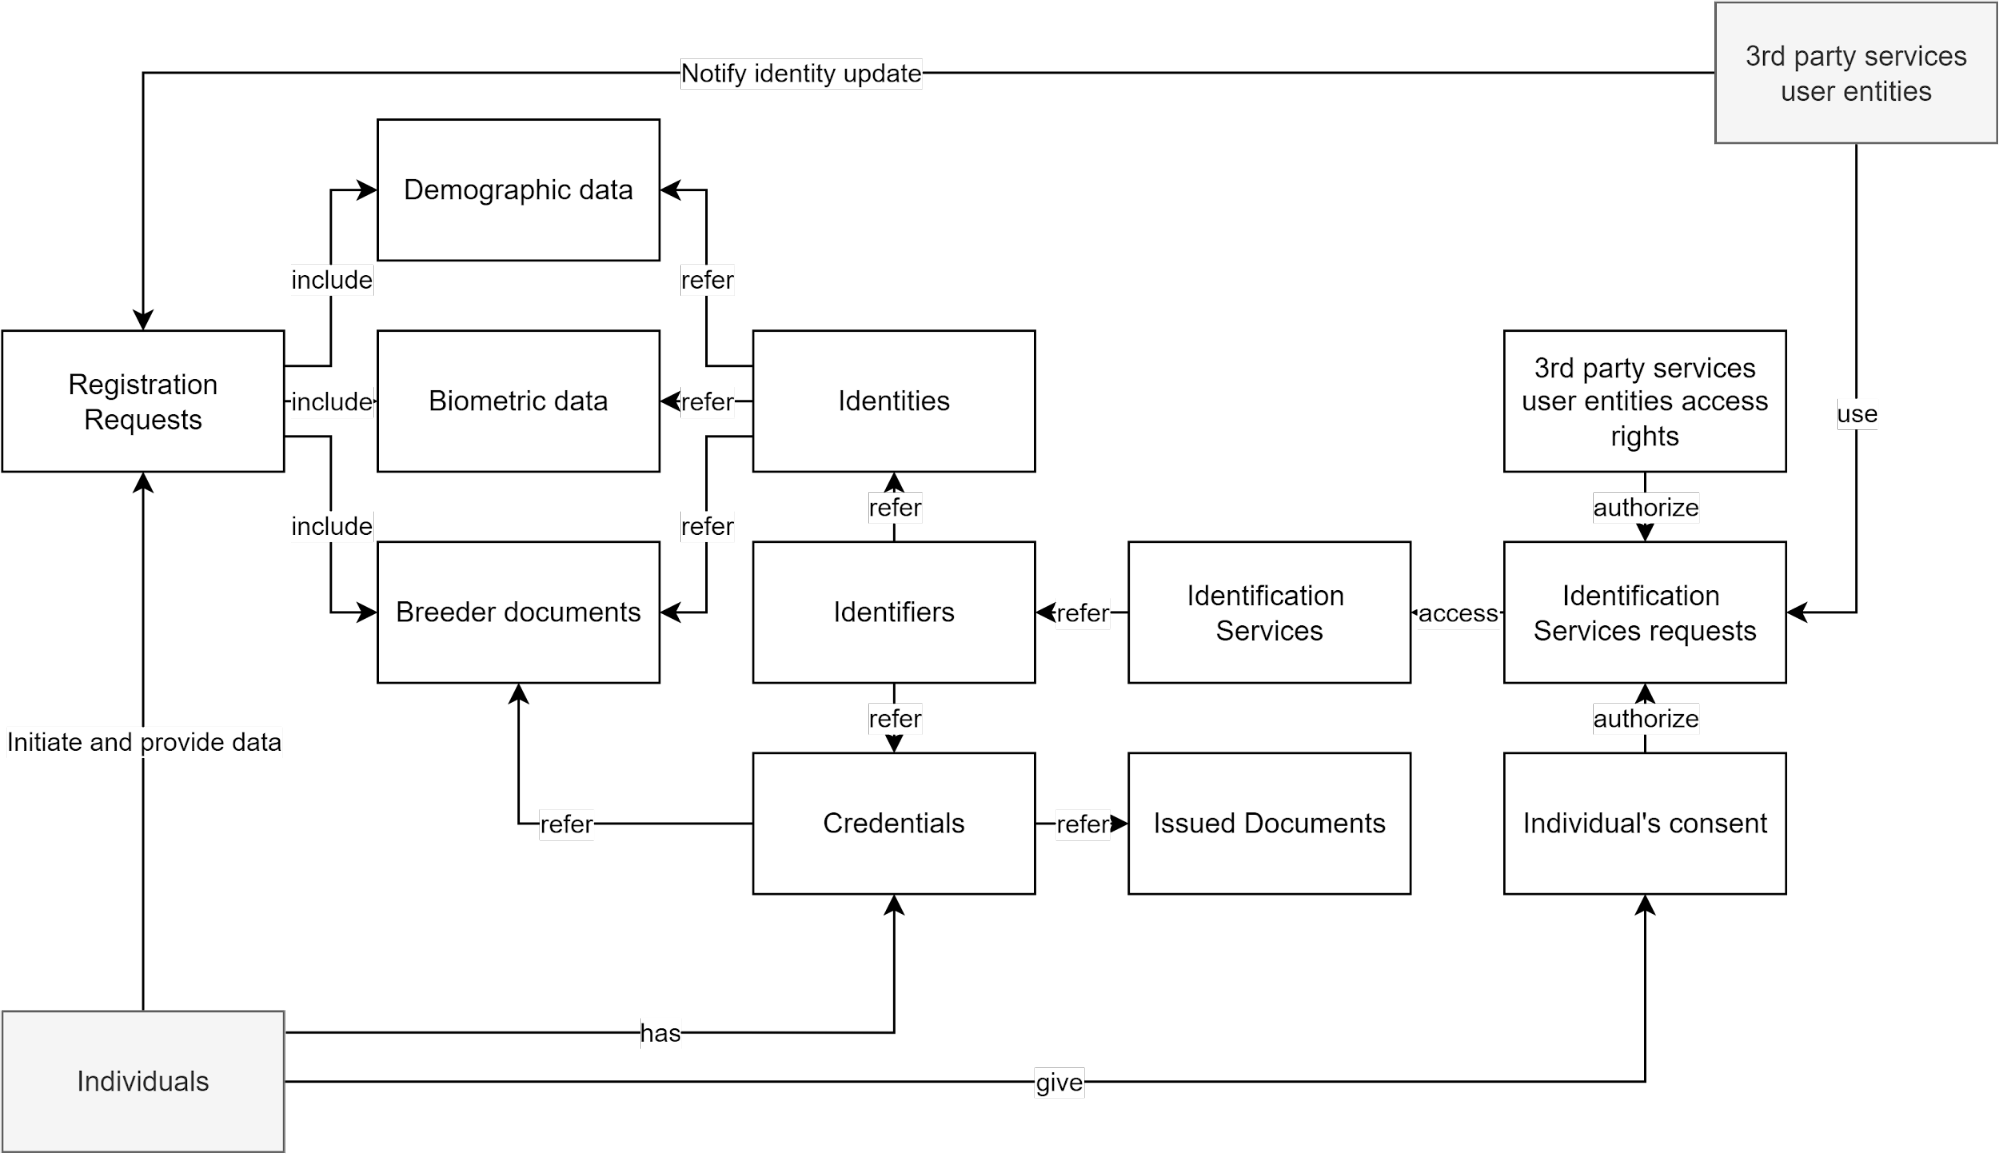 3rd party services
user entities
Notify identity update
Demographic data
include
refer
Registration
Requests
include
Biometric data
refer
Identities
3rd party services
user entities access
rights
use
refer
authorize
include
refer
Breeder documents
Identifiers
refer
Identification
Services
access
Identification
Services requests
refer
authorize
Initiate and provide data
refer
Credentials
refer
Issued Documents
Individual's consent
has
Individuals
give